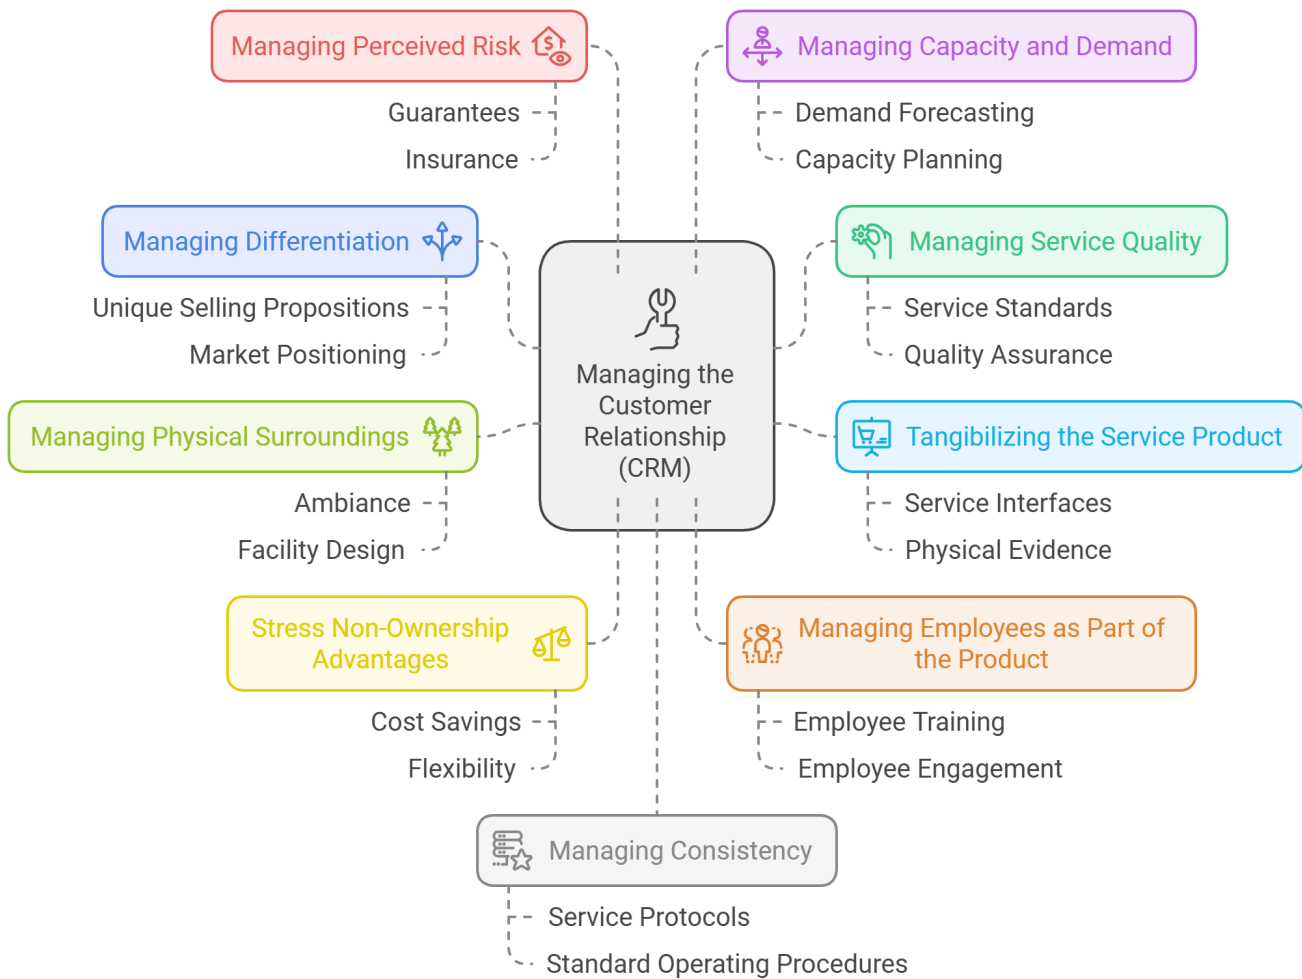 Managing Perceived Risk
Guarantees
Insurance
Managing Capacity and Demand
Demand Forecasting
Capacity Planning
Managing Differentiation
Unique Selling Propositions
Market Positioning
Managing Service Quality
Service Standards
Quality Assurance
Managing the
Customer
Relationship
(CRM)
Managing Physical Surroundings
Ambiance
Facility Design
Tangibilizing the Service Product
Service Interfaces
Physical Evidence
Stress Non-Ownership
Advantages
Cost Savings
Flexibility
Managing Employees as Part of
the Product
Employee Training
Employee Engagement
Managing Consistency
Service Protocols
Standard Operating Procedures